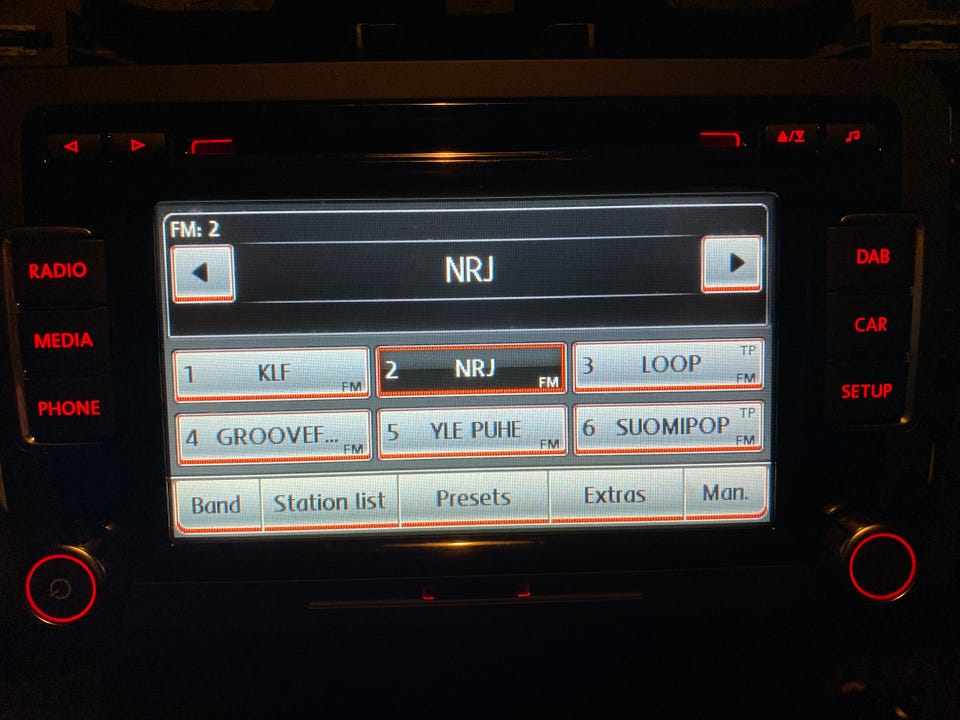 RADIO
MEDIA
PHONE
FM: 2
NRJ
1 KLF FM
2 NRJ FM
3 LOOP TP FM
4 GROOVEF... FM
5 YLE PUHE FM
6 SUOMIPOP TP FM
Band Station list Presets Extras Man.
DAB
CAR
SETUP